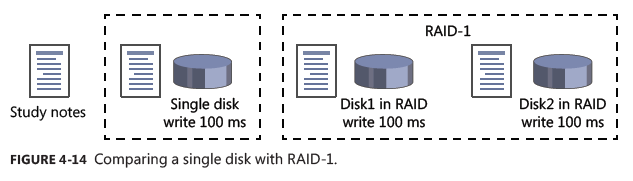 RAID-1
Study notes
Single disk
write 100 ms
Disk1 in RAID
write 100 ms
Disk2 in RAID
write 100 ms
FIGURE 4-14 Comparing a single disk with RAID-1.